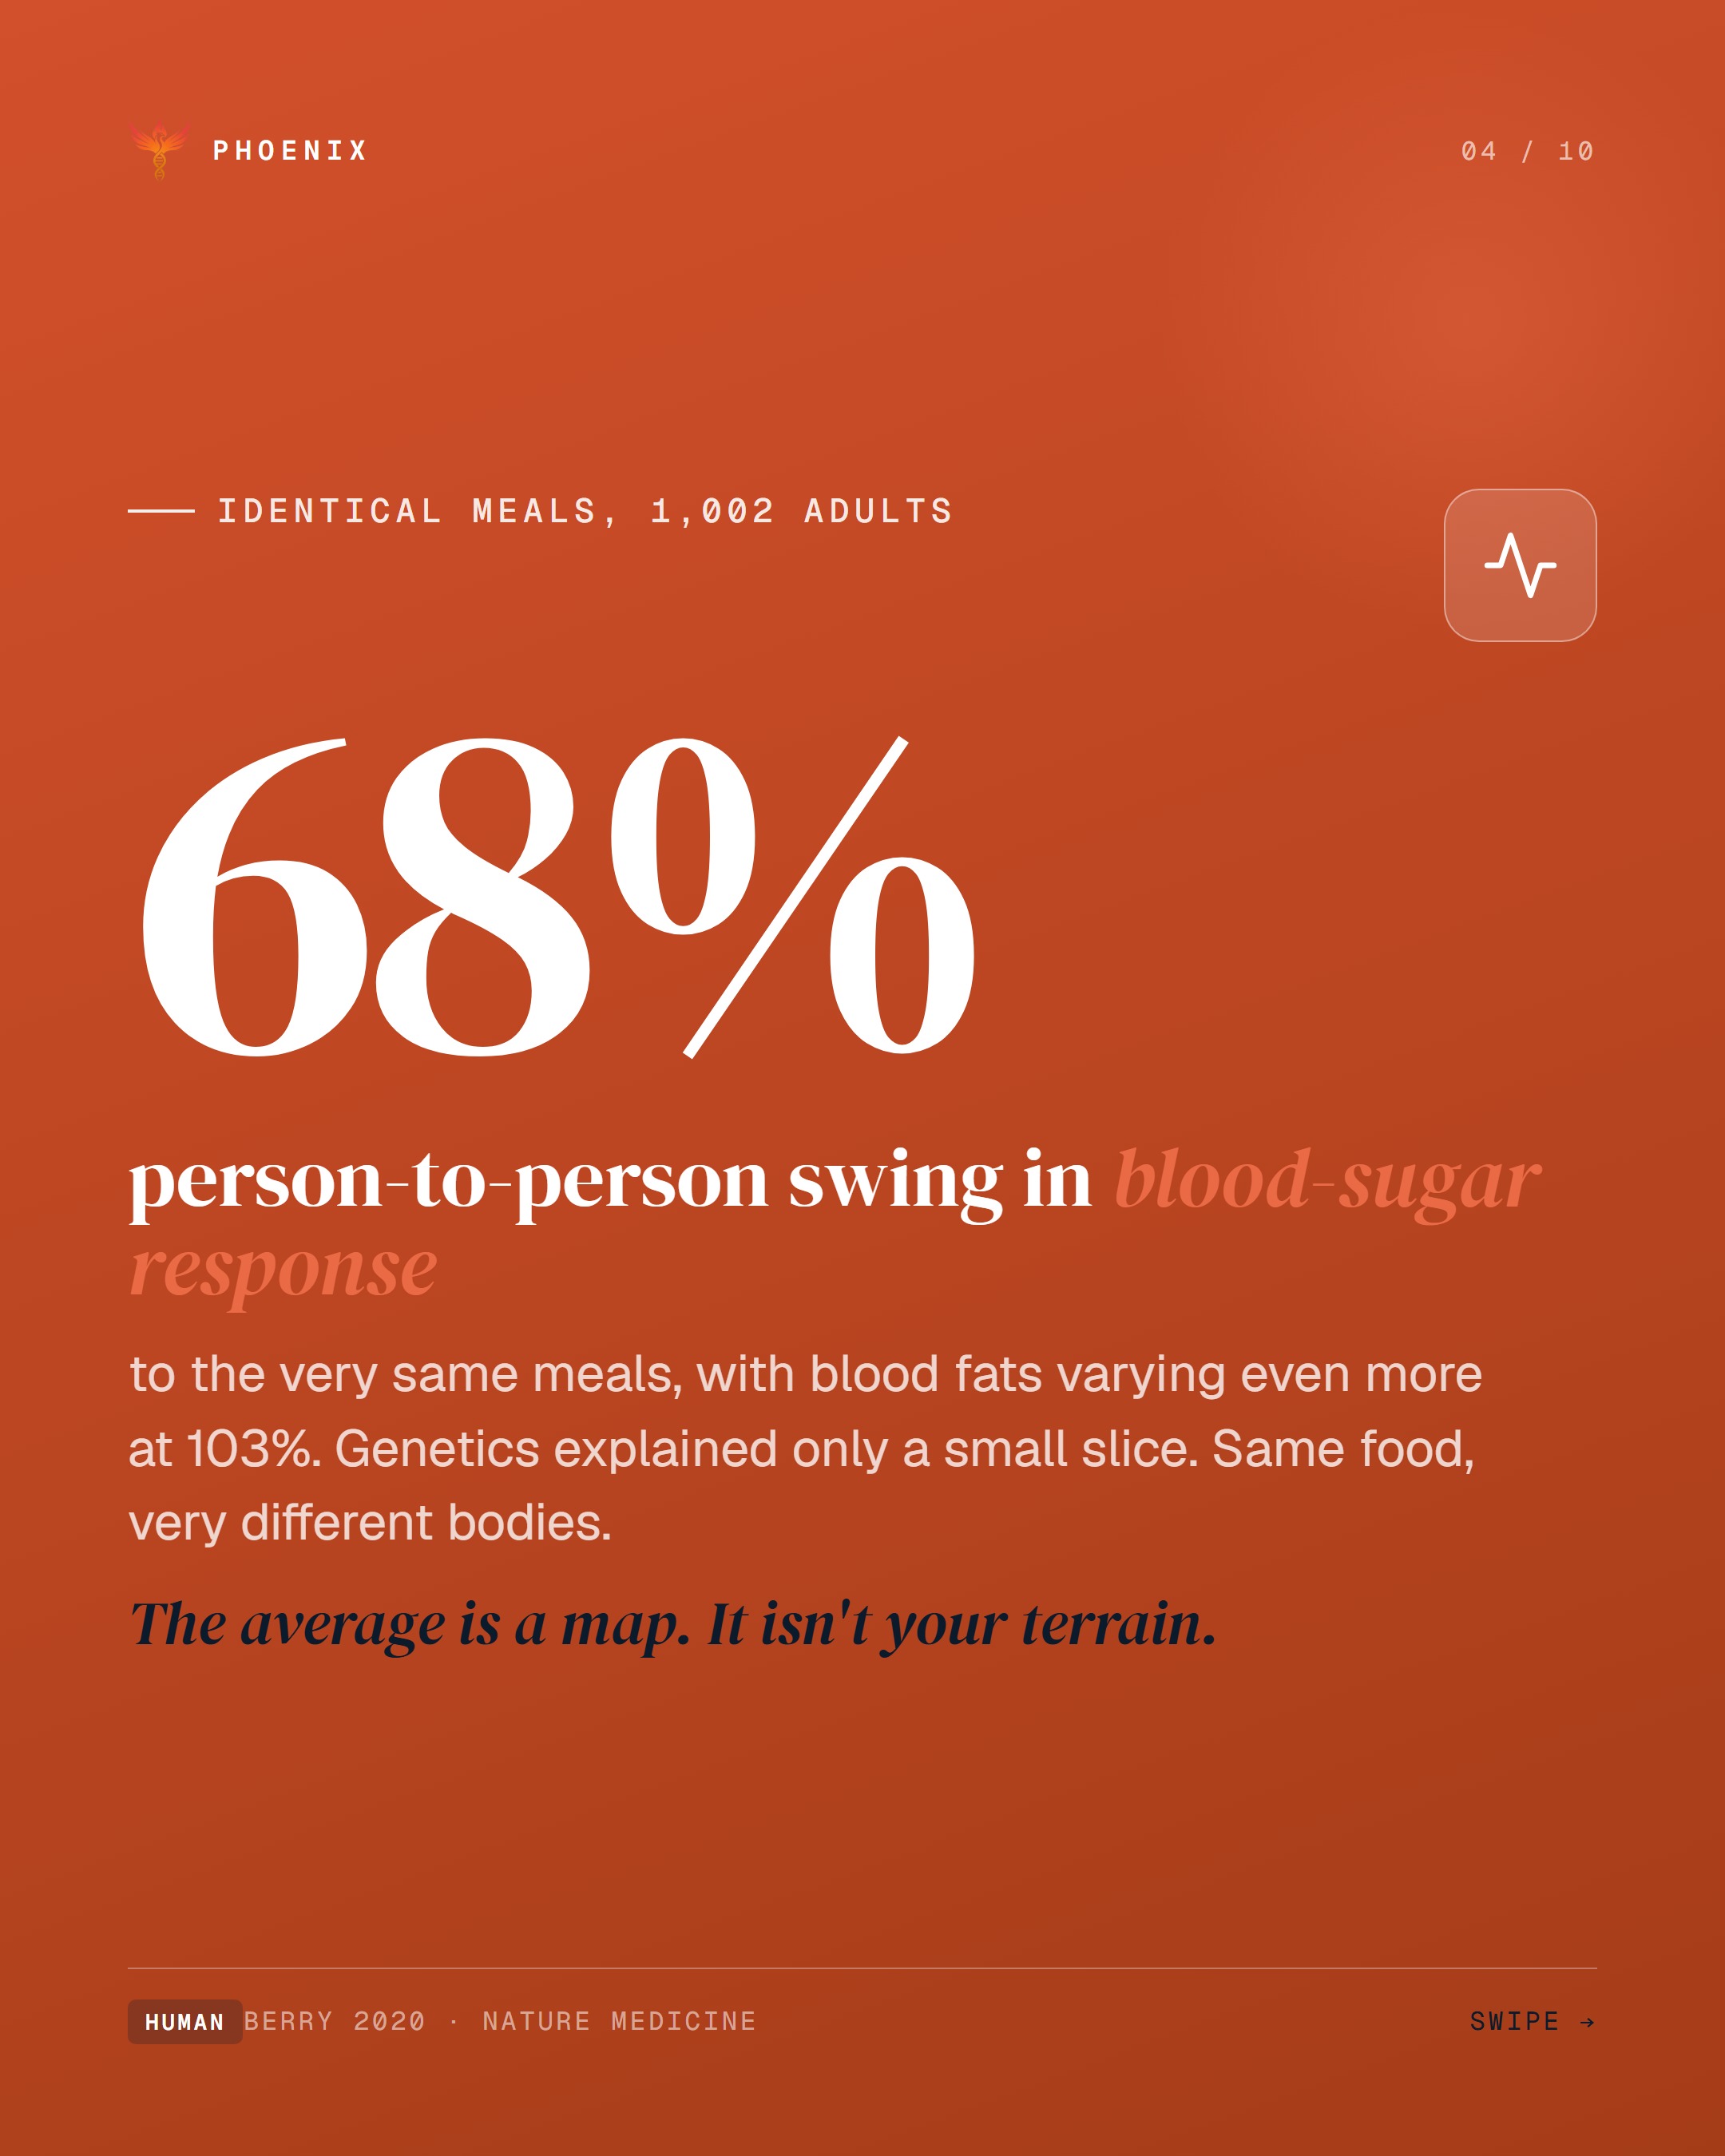 PHOENIX
04 / 10
IDENTICAL MEALS, 1,002 ADULTS
68%
person-to-person swing in blood-sugar
response
to the very same meals, with blood fats varying even more
at 103%. Genetics explained only a small slice. Same food,
very different bodies.
The average is a map. It isn't your terrain.
HUMAN BERRY 2020 · NATURE MEDICINE
SWIPE →